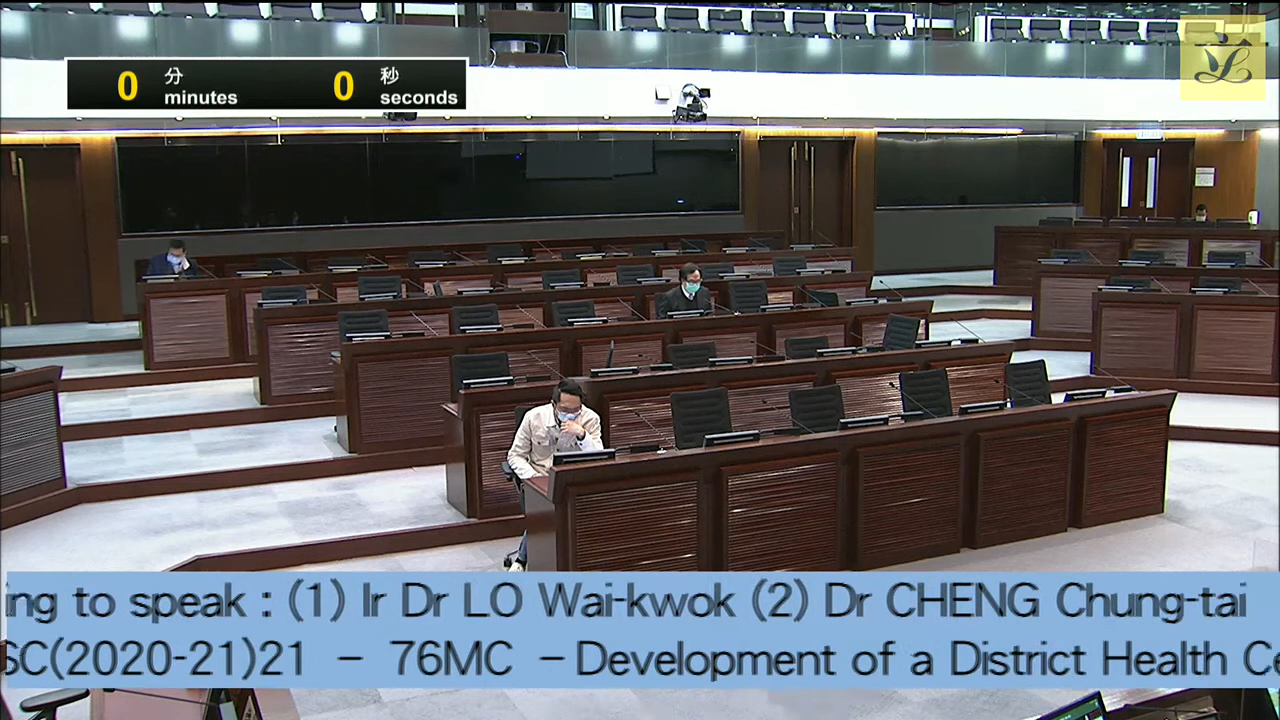 0 分 minutes 0 秒 seconds
ing to speak : (1) Ir Dr LO Wai-kwok (2) Dr CHENG Chung-tai
SC(2020-21)21 – 76MC – Development of a District Health Ce